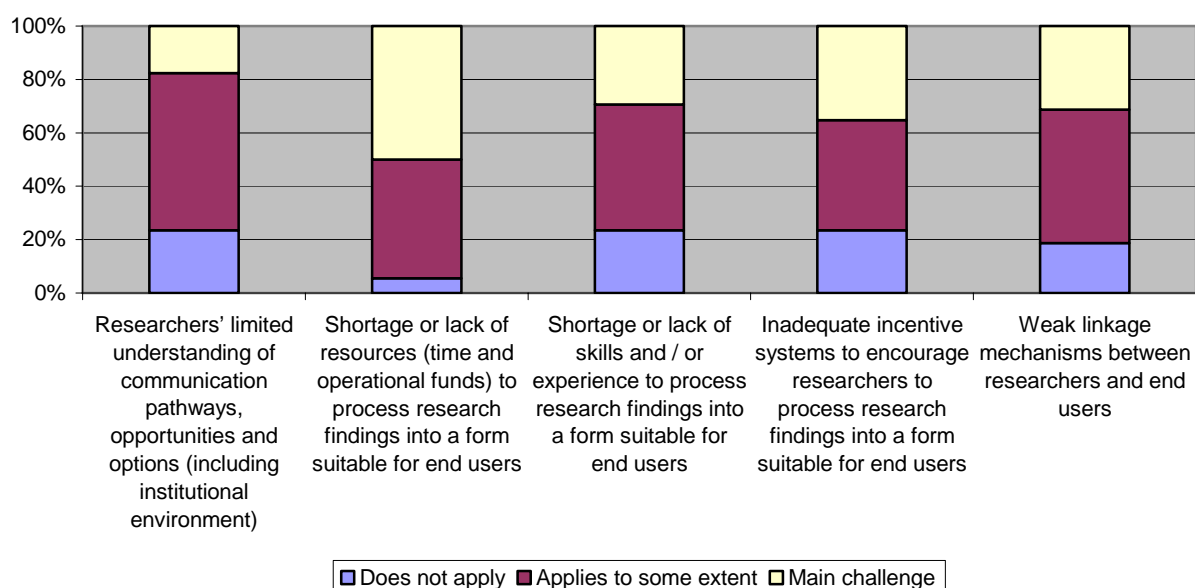 100%
80%
60%
40%
20%
0%
Researchers’ limited
understanding of
communication
pathways,
opportunities and
options (including
institutional
environment)
Shortage or lack of
resources (time and
operational funds) to
process research
findings into a form
suitable for end users
Shortage or lack of
skills and / or
experience to process
research findings into
a form suitable for
end users
Inadequate incentive
systems to encourage
researchers to
process research
findings into a form
suitable for end users
Weak linkage
mechanisms between
researchers and end
users
Does not apply Applies to some extent Main challenge